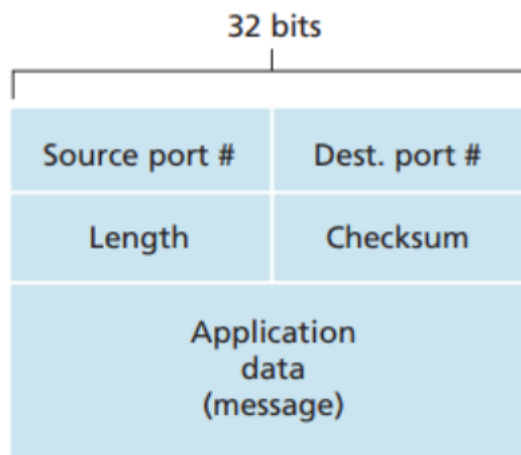 32 bits
Source port #
Dest. port #
Length
Checksum
Application
data
(message)